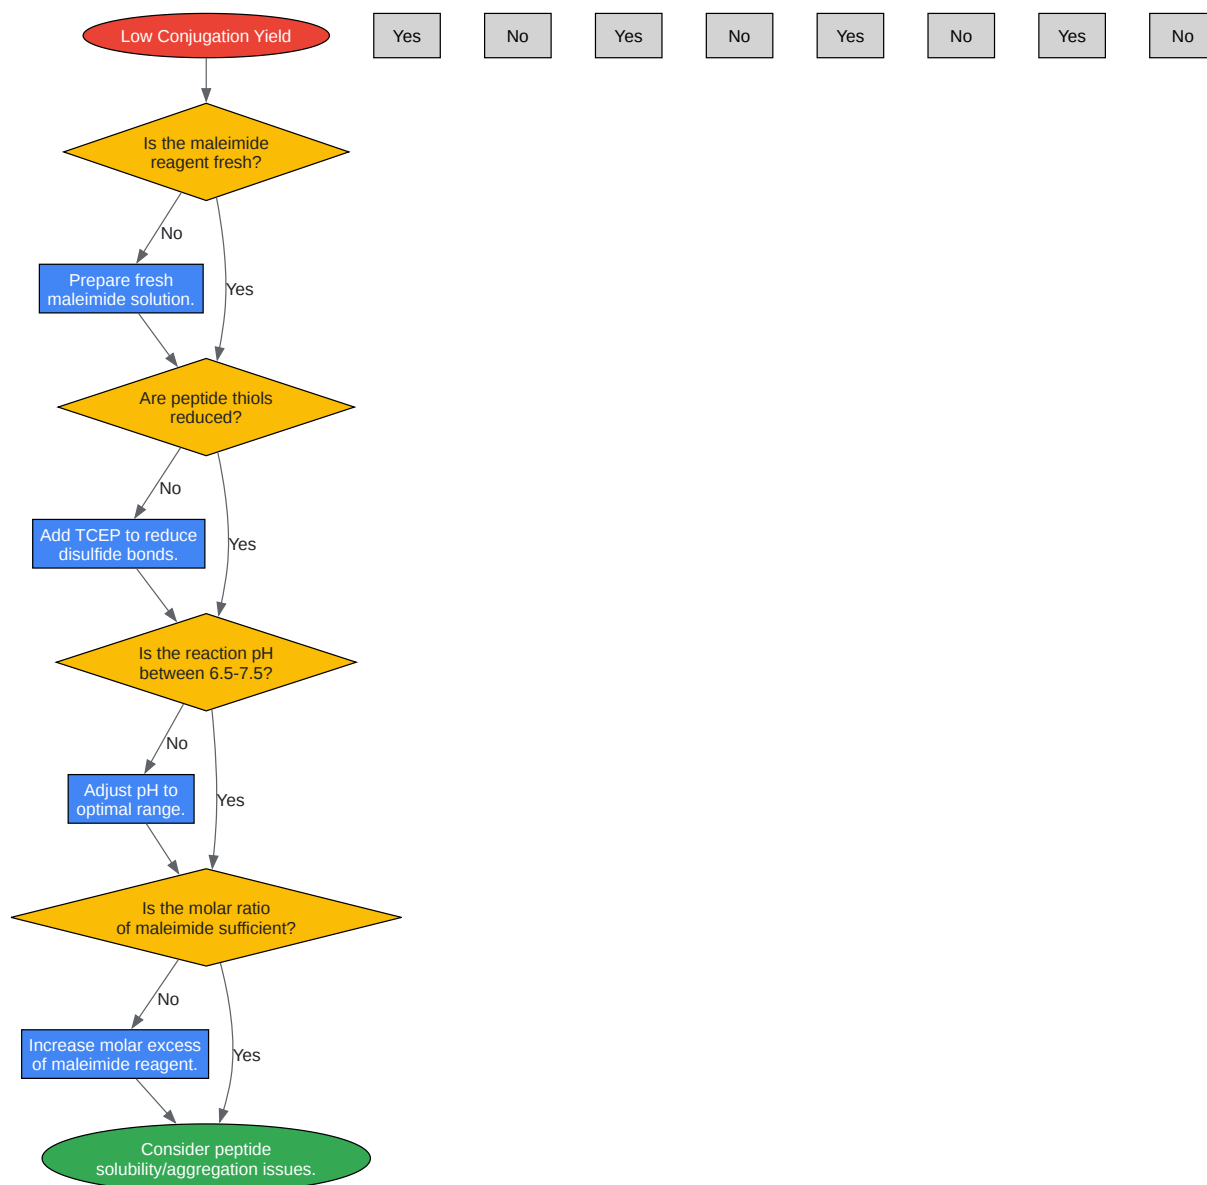 Low Conjugation Yield
Yes
No
Yes
No
Yes
No
Yes
No
Is the maleimide
reagent fresh?
No
Prepare fresh
maleimide solution.
Yes
Are peptide thiols
reduced?
No
Add TCEP to reduce
disulfide bonds.
Yes
Is the reaction pH
between 6.5-7.5?
No
Adjust pH to
optimal range.
Yes
Is the molar ratio
of maleimide sufficient?
No
Increase molar excess
of maleimide reagent.
Yes
Consider peptide
solubility/aggregation issues.